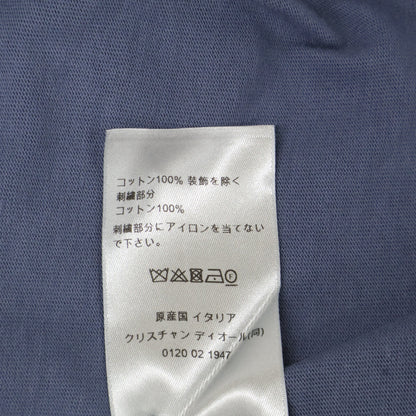 コットン100% 装飾を除く
刺繍部分
コットン100%
刺繍部分にアイロンを当てない
で下さい。
原産国 イタリア
クリスチャン ディオール(同)
0120 02 1947